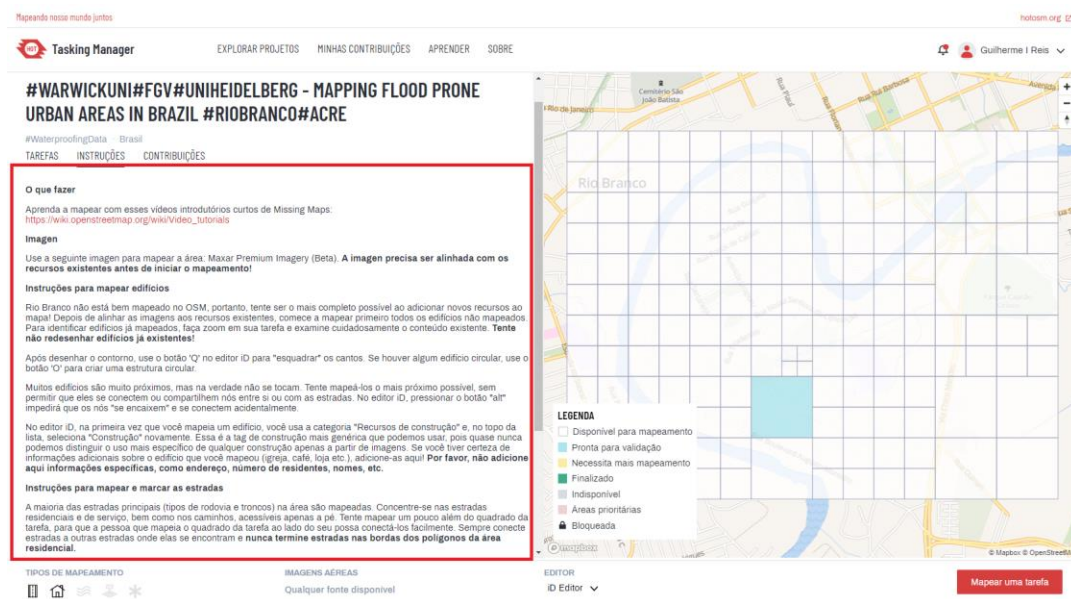 Mapeando nosso mundo juntos
hotosm.org
HOT Tasking Manager
EXPLORAR PROJETOS MINHAS CONTRIBUIÇÕES APRENDER SOBRE
Guilherme I Reis
#WARWICKUNI#FGV#UNIHEIDELBERG - MAPPING FLOOD PRONE
URBAN AREAS IN BRAZIL #RIOBRANCO#ACRE
#WaterproofingData Brasil
TAREFAS INSTRUÇÕES CONTRIBUIÇÕES
O que fazer
Aprenda a mapear com esses vídeos introdutórios curtos de Missing Maps:
https://wiki.openstreetmap.org/wiki/Video_tutorials
Imagen
Use a seguinte imagen para mapear a área: Maxar Premium Imagery (Beta). A imagen precisa ser alinhada com os
recursos existentes antes de iniciar o mapeamento!
Instruções para mapear edifícios
Rio Branco não está bem mapeado no OSM, portanto, tente ser o mais completo possível ao adicionar novos recursos ao
mapa! Depois de alinhar as imagens aos recursos existentes, comece a mapear primeiro todos os edifícios não mapeados.
Para identificar edifícios já mapeados, faça zoom em sua tarefa e examine cuidadosamente o conteúdo existente. Tente
não redesenhar edifícios já existentes!
Após desenhar o contorno, use o botão 'Q' no editor iD para "esquadrar" os cantos. Se houver algum edifício circular, use o
botão 'O' para criar uma estrutura circular.
Muitos edifícios são muito próximos, mas na verdade não se tocam. Tente mapeá-los o mais próximo possível, sem
permitir que eles se conectem ou compartilhem nós entre si ou com as estradas. No editor iD, pressionar o botão "alt"
impedirá que os nós "se encaixem" e se conectem acidentalmente.
No editor iD, na primeira vez que você mapeia um edifício, você usa a categoria "Recursos de construção" e, no topo da
lista, seleciona "Construção" novamente. Essa é a tag de construção mais genérica que podemos usar, pois quase nunca
podemos distinguir o uso mais específico de qualquer construção apenas a partir de imagens. Se você tiver certeza de
informações adicionais sobre o edifício que você mapeou (igreja, café, loja etc.), adicione-as aqui! Por favor, não adicione
aqui informações específicas, como endereço, número de residentes, nomes, etc.
Instruções para mapear e marcar as estradas
A maioria das estradas principais (tipos de rodovia e troncos) na área são mapeadas. Concentre-se nas estradas
residenciais e de serviço, bem como nos caminhos, acessíveis apenas a pé. Tente mapear um pouco além do quadrado da
tarefa, para que a pessoa que mapeia o quadrado da tarefa ao lado do seu possa conectá-los facilmente. Sempre conecte
estradas a outras estradas onde elas se encontram e nunca termine estradas nas bordas dos polígonos da área
residencial.
Cemitério São
João Batista
Rua Piauí
Rua Rui Barbosa
Avenida
Rio de Janeiro
Rio Branco
LEGENDA
Disponível para mapeamento
Pronta para validação
Necessita mais mapeamento
Finalizado
Indisponível
Áreas prioritárias
Bloqueada
mapbox
© Mapbox © OpenStreetM
TIPOS DE MAPEAMENTO
IMAGENS AÉREAS
Qualquer fonte disponível
EDITOR
iD Editor
Mapear uma tarefa